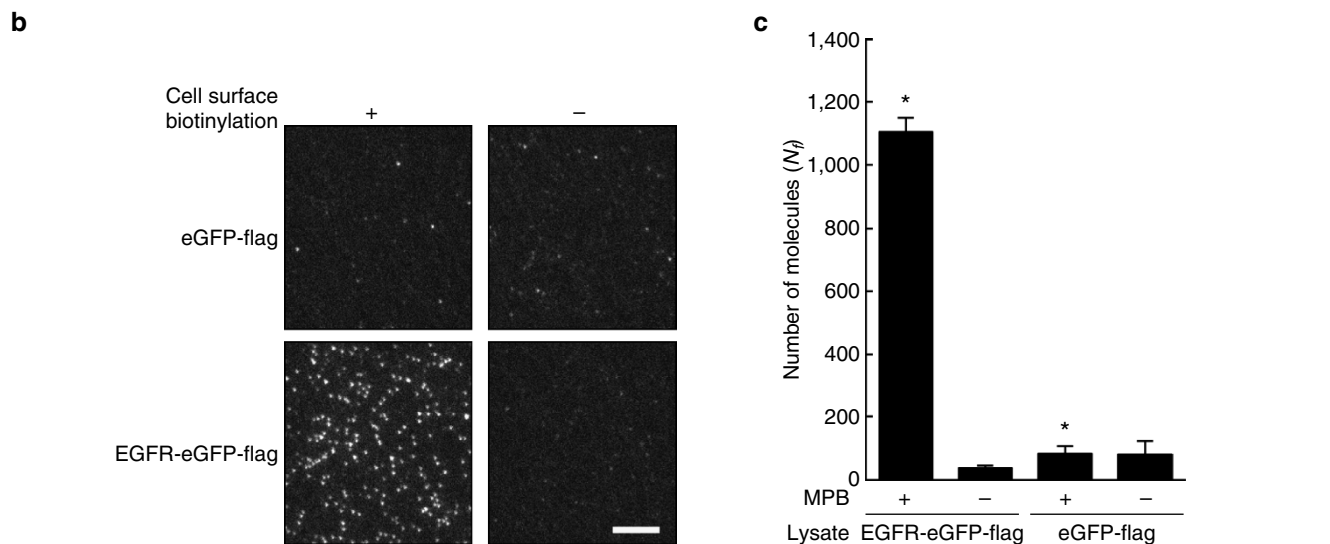 b
Cell surface
biotinylation
+ –
eGFP-flag
EGFR-eGFP-flag
c
Number of molecules (Nf)
1,400
1,200
1,000
800
600
400
200
0
*
*
MPB + – + –
Lysate EGFR-eGFP-flag eGFP-flag